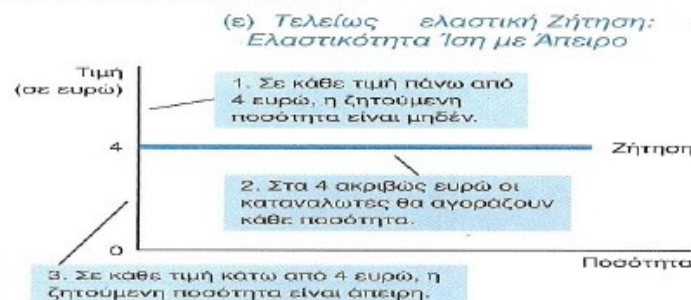 (ε) Τελείως ελαστική Ζήτηση:
Ελαστικότητα Ίση με Άπειρο
Τιμή
(σε ευρώ)
1. Σε κάθε τιμή πάνω από
4 ευρώ, η ζητούμενη
ποσότητα είναι μηδέν.
4
Ζήτηση
2. Στα 4 ακριβώς ευρώ οι
καταναλωτές θα αγοράζουν
κάθε ποσότητα.
0
Ποσότητα
3. Σε κάθε τιμή κάτω από 4 ευρώ, η
ζητούμενη ποσότητα είναι άπειρη.